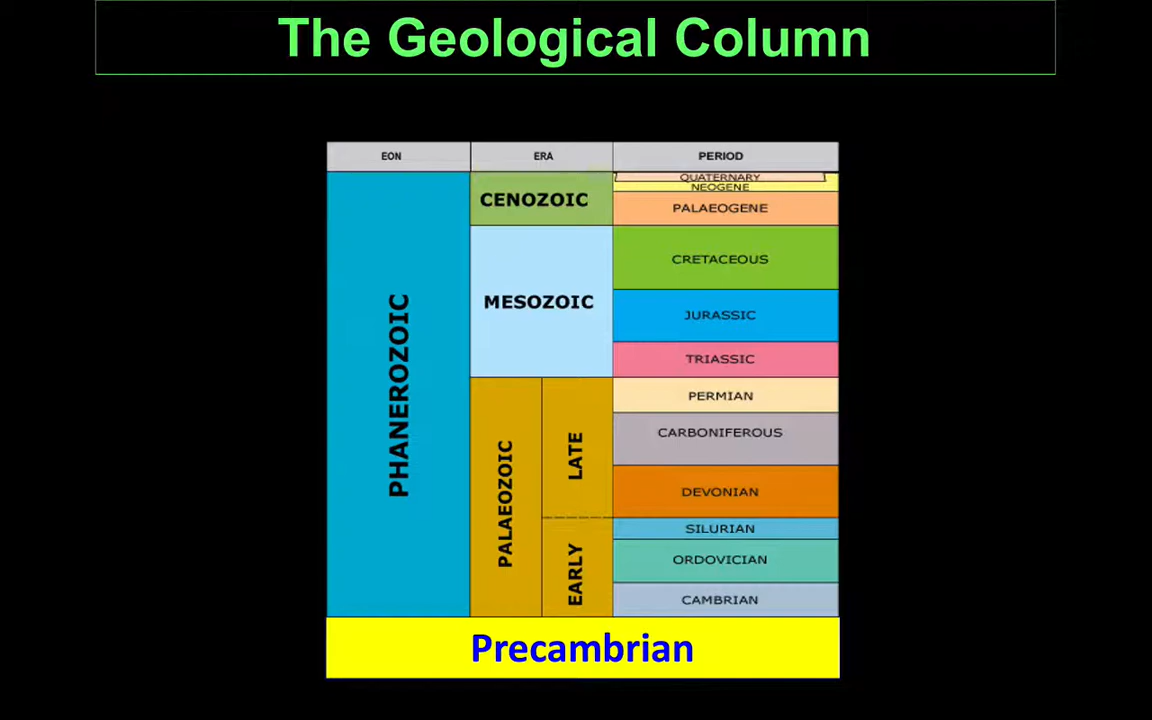 The Geological Column
EON ERA PERIOD
PHANEROZOIC
CENOZOIC
QUATERNARY
NEOGENE
PALAEOGENE
MESOZOIC
CRETACEOUS
JURASSIC
TRIASSIC
PALAEOZOIC
LATE
PERMIAN
CARBONIFEROUS
DEVONIAN
EARLY
SILURIAN
ORDOVICIAN
CAMBRIAN
Precambrian